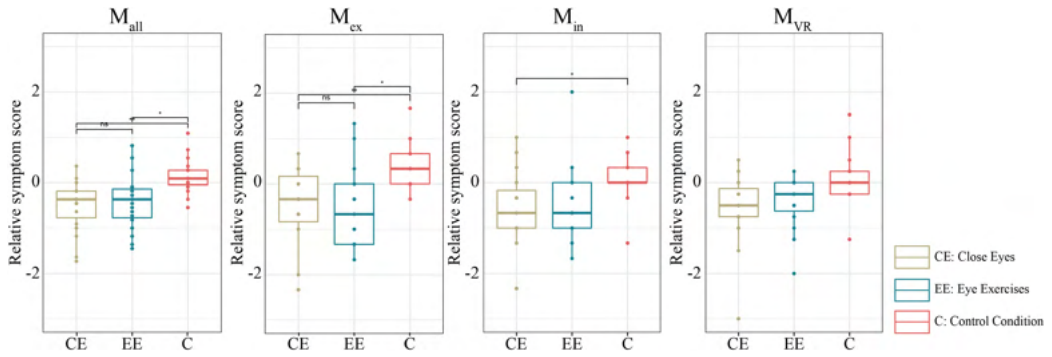 M_all
M_ex
M_in
M_VR
Relative symptom score
2
0
-2
ns
*
CE
EE
C
Relative symptom score
2
0
-2
ns
*
CE
EE
C
Relative symptom score
2
0
-2
*
CE
EE
C
Relative symptom score
2
0
-2
CE
EE
C
CE: Close Eyes
EE: Eye Exercises
C: Control Condition